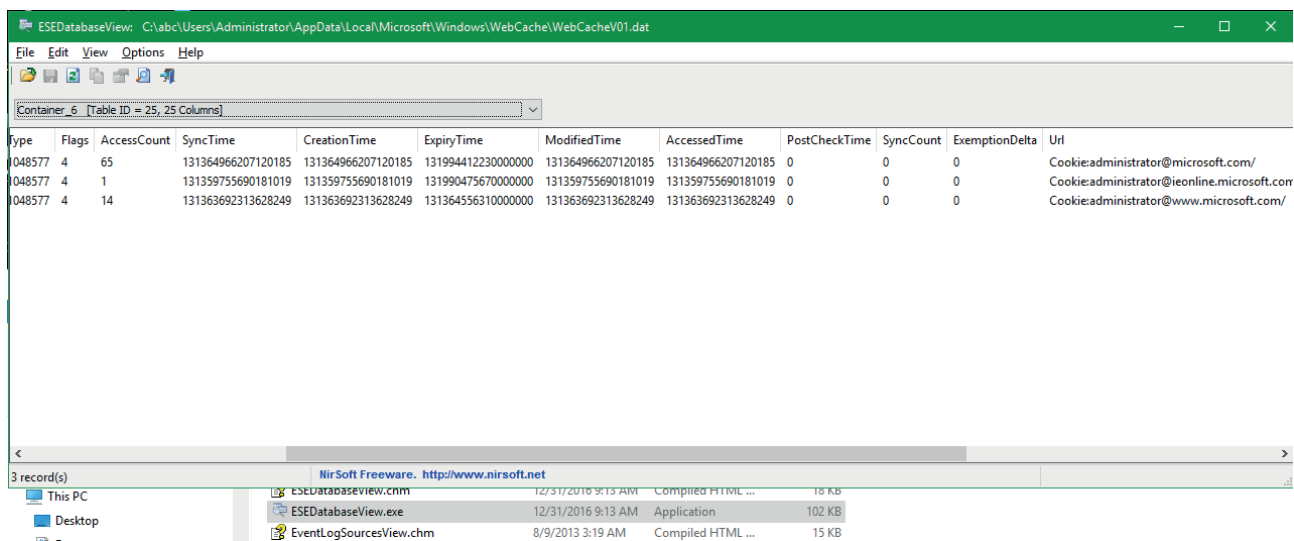 ESEDatabaseView: C:\abc\Users\Administrator\AppData\Local\Microsoft\Windows\WebCache\WebCacheV01.dat
File Edit View Options Help
Container_6 [Table ID = 25, 25 Columns]
Type Flags AccessCount SyncTime CreationTime ExpiryTime ModifiedTime AccessedTime PostCheckTime SyncCount ExemptionDelta Url
1048577 4 65 131364966207120185 131364966207120185 131994412230000000 131364966207120185 131364966207120185 0 0 0 Cookie:administrator@microsoft.com/
1048577 4 1 131359755690181019 131359755690181019 131990475670000000 131359755690181019 131359755690181019 0 0 0 Cookie:administrator@ieonline.microsoft.com
1048577 4 14 131363692313628249 131363692313628249 131364556310000000 131363692313628249 131363692313628249 0 0 0 Cookie:administrator@www.microsoft.com/
3 record(s) NirSoft Freeware. http://www.nirsoft.net
This PC ESEDatabaseView.chm 12/31/2016 9:13 AM Compiled HTML ... 18 KB
ESEDatabaseView.exe 12/31/2016 9:13 AM Application 102 KB
Desktop
EventLogSourcesView.chm 8/9/2013 3:19 AM Compiled HTML ... 15 KB